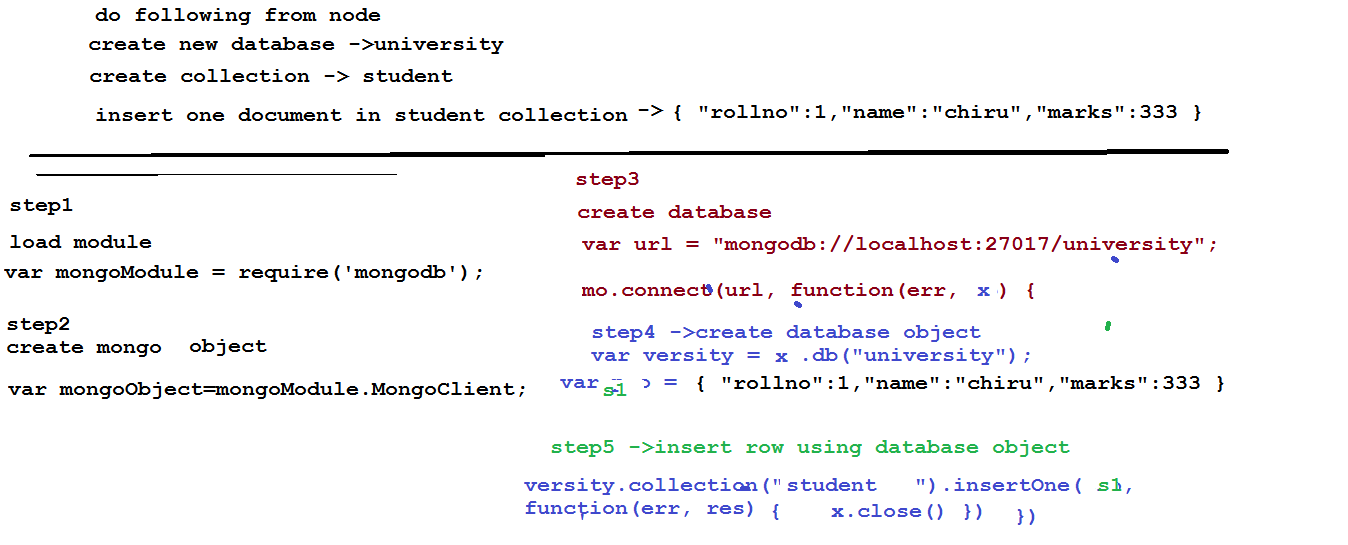 do following from node
create new database ->university
create collection -> student
insert one document in student collection -> { "rollno":1,"name":"chiru","marks":333 }
step1
load module
var mongoModule = require('mongodb');
step2
create mongo object
var mongoObject=mongoModule.MongoClient;
step3
create database
var url = "mongodb://localhost:27017/university";
mo.connect(url, function(err, x ) {
step4 ->create database object
var versity = x .db("university");
var s1 = { "rollno":1,"name":"chiru","marks":333 }
step5 ->insert row using database object
versity.collection("student ").insertOne( s1,
function(err, res) { x.close() }) })